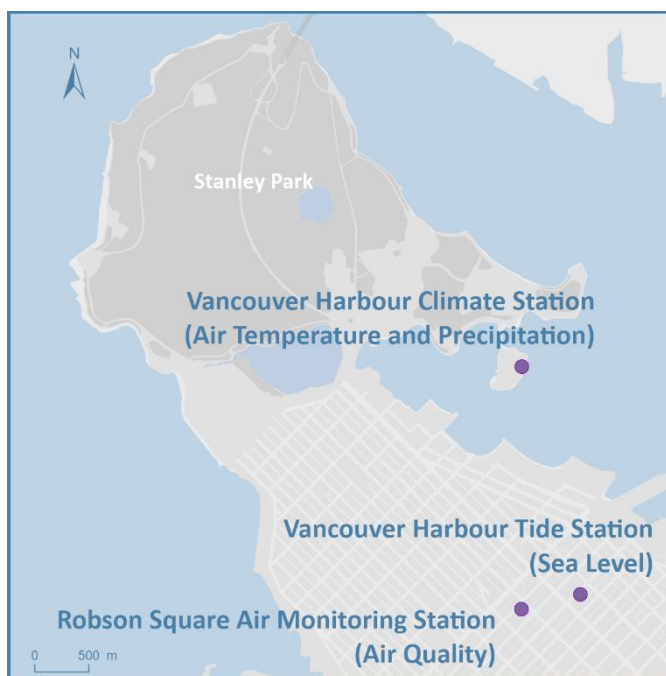 N
Stanley Park
Vancouver Harbour Climate Station
(Air Temperature and Precipitation)
Vancouver Harbour Tide Station
(Sea Level)
Robson Square Air Monitoring Station
(Air Quality)
0 500 m